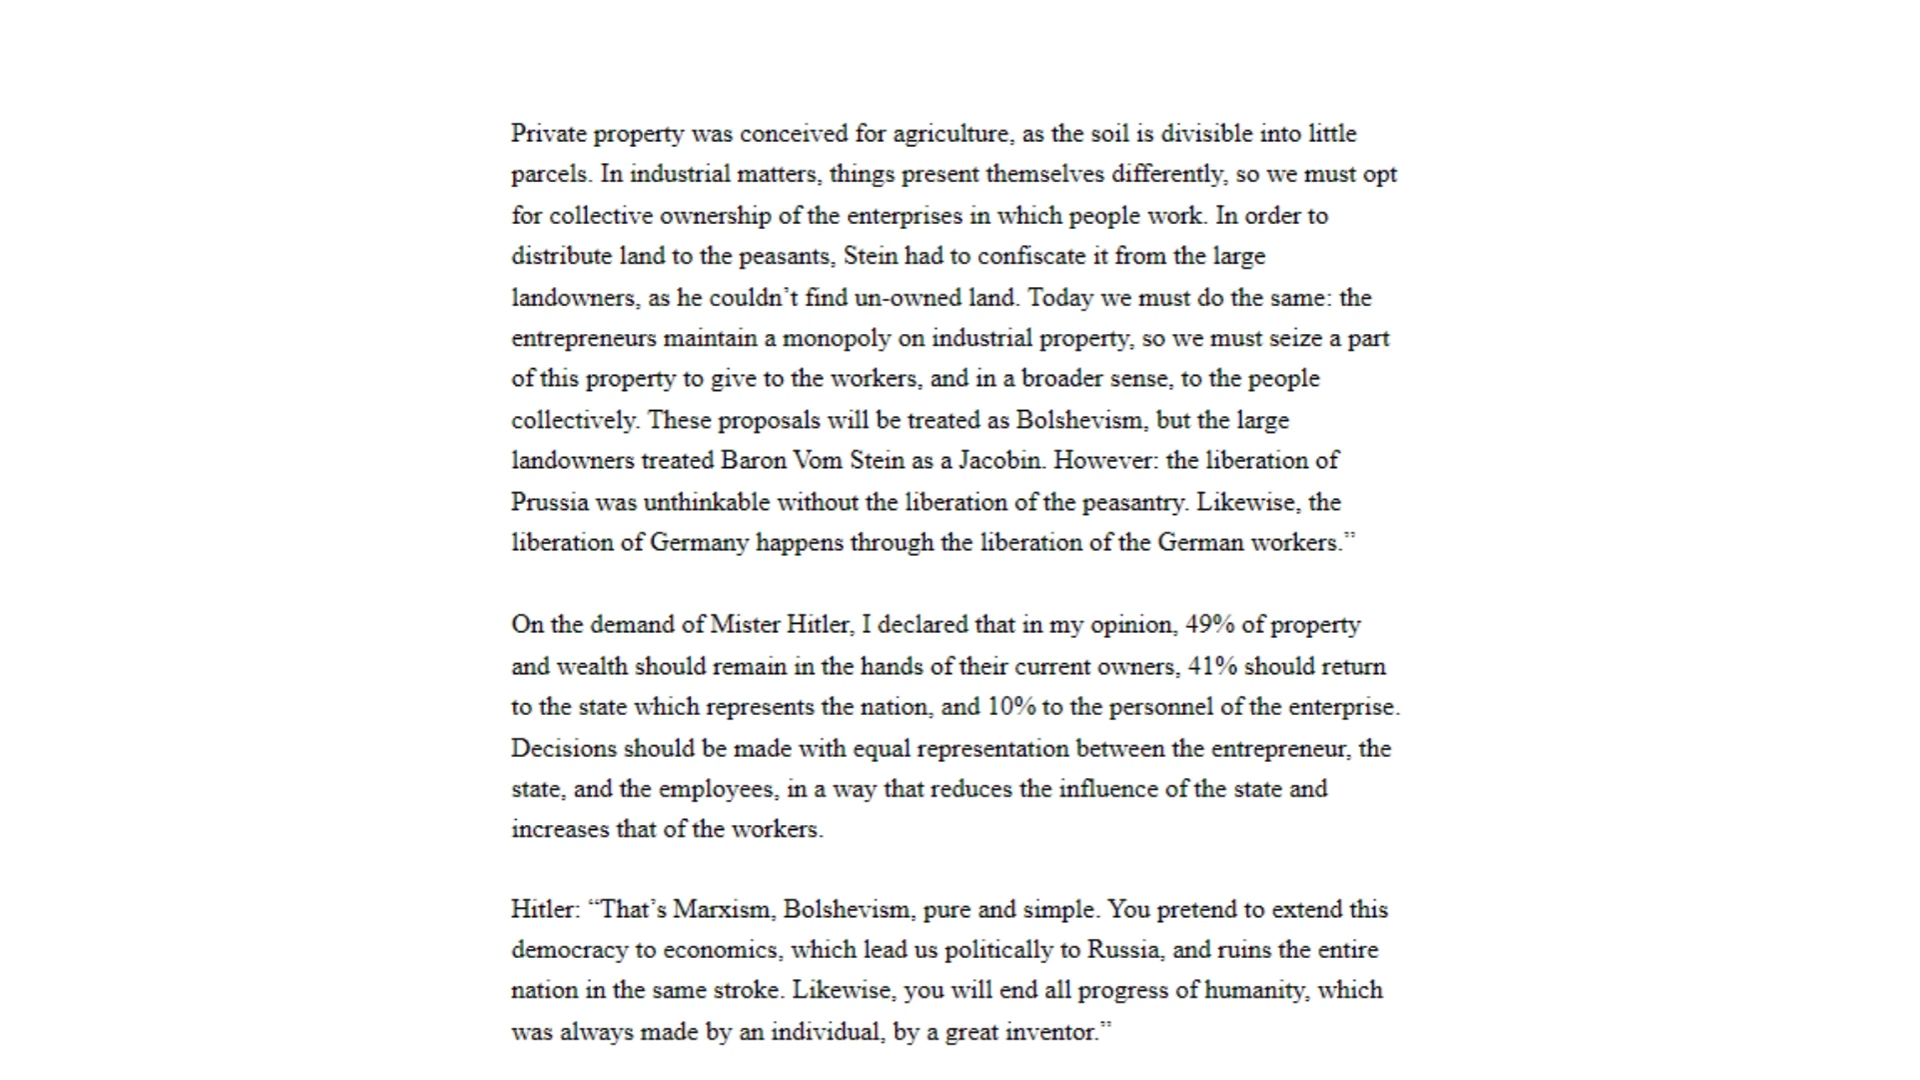 Private property was conceived for agriculture, as the soil is divisible into little
parcels. In industrial matters, things present themselves differently, so we must opt
for collective ownership of the enterprises in which people work. In order to
distribute land to the peasants, Stein had to confiscate it from the large
landowners, as he couldn’t find un-owned land. Today we must do the same: the
entrepreneurs maintain a monopoly on industrial property, so we must seize a part
of this property to give to the workers, and in a broader sense, to the people
collectively. These proposals will be treated as Bolshevism, but the large
landowners treated Baron Vom Stein as a Jacobin. However: the liberation of
Prussia was unthinkable without the liberation of the peasantry. Likewise, the
liberation of Germany happens through the liberation of the German workers.”
On the demand of Mister Hitler, I declared that in my opinion, 49% of property
and wealth should remain in the hands of their current owners, 41% should return
to the state which represents the nation, and 10% to the personnel of the enterprise.
Decisions should be made with equal representation between the entrepreneur, the
state, and the employees, in a way that reduces the influence of the state and
increases that of the workers.
Hitler: “That’s Marxism, Bolshevism, pure and simple. You pretend to extend this
democracy to economics, which lead us politically to Russia, and ruins the entire
nation in the same stroke. Likewise, you will end all progress of humanity, which
was always made by an individual, by a great inventor.”